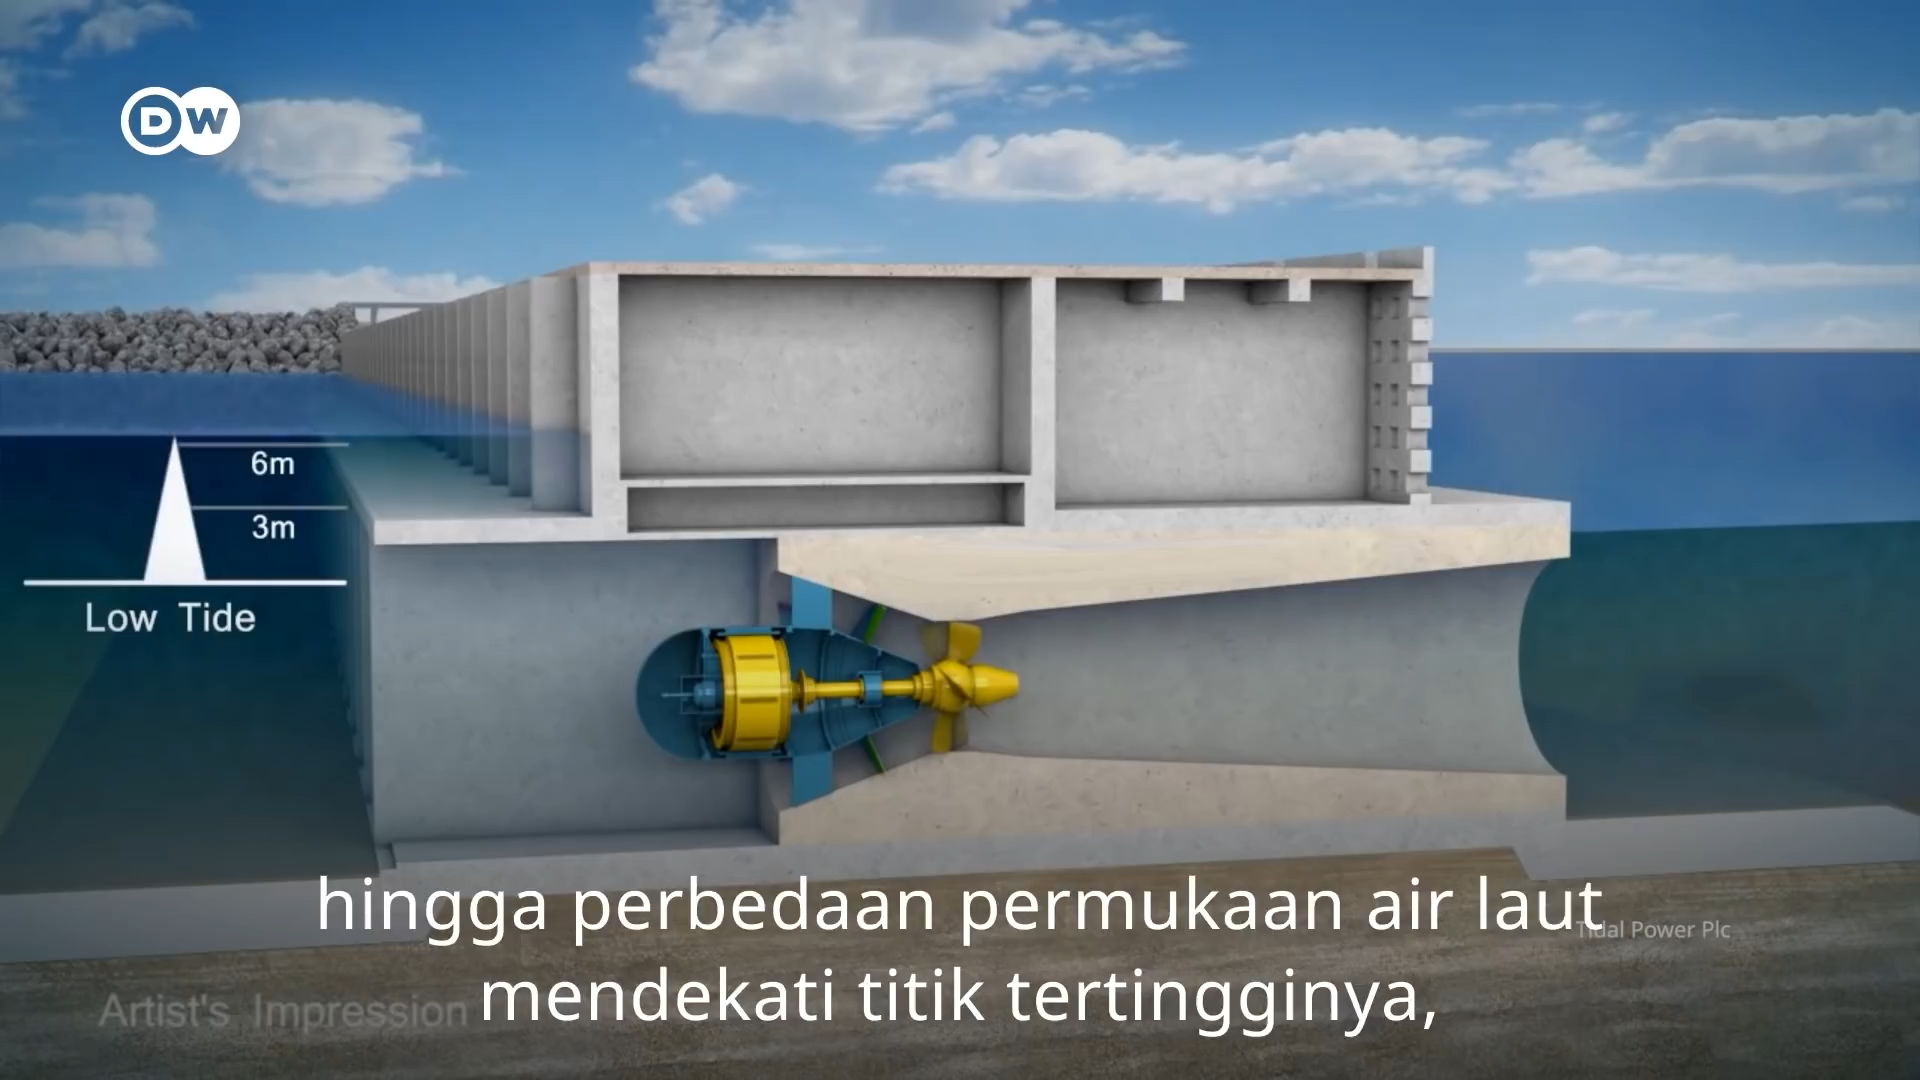 DW
6m
3m
Low Tide
hingga perbedaan permukaan air laut
Tidal Power Plc
mendekati titik tertingginya,
Artist's Impression